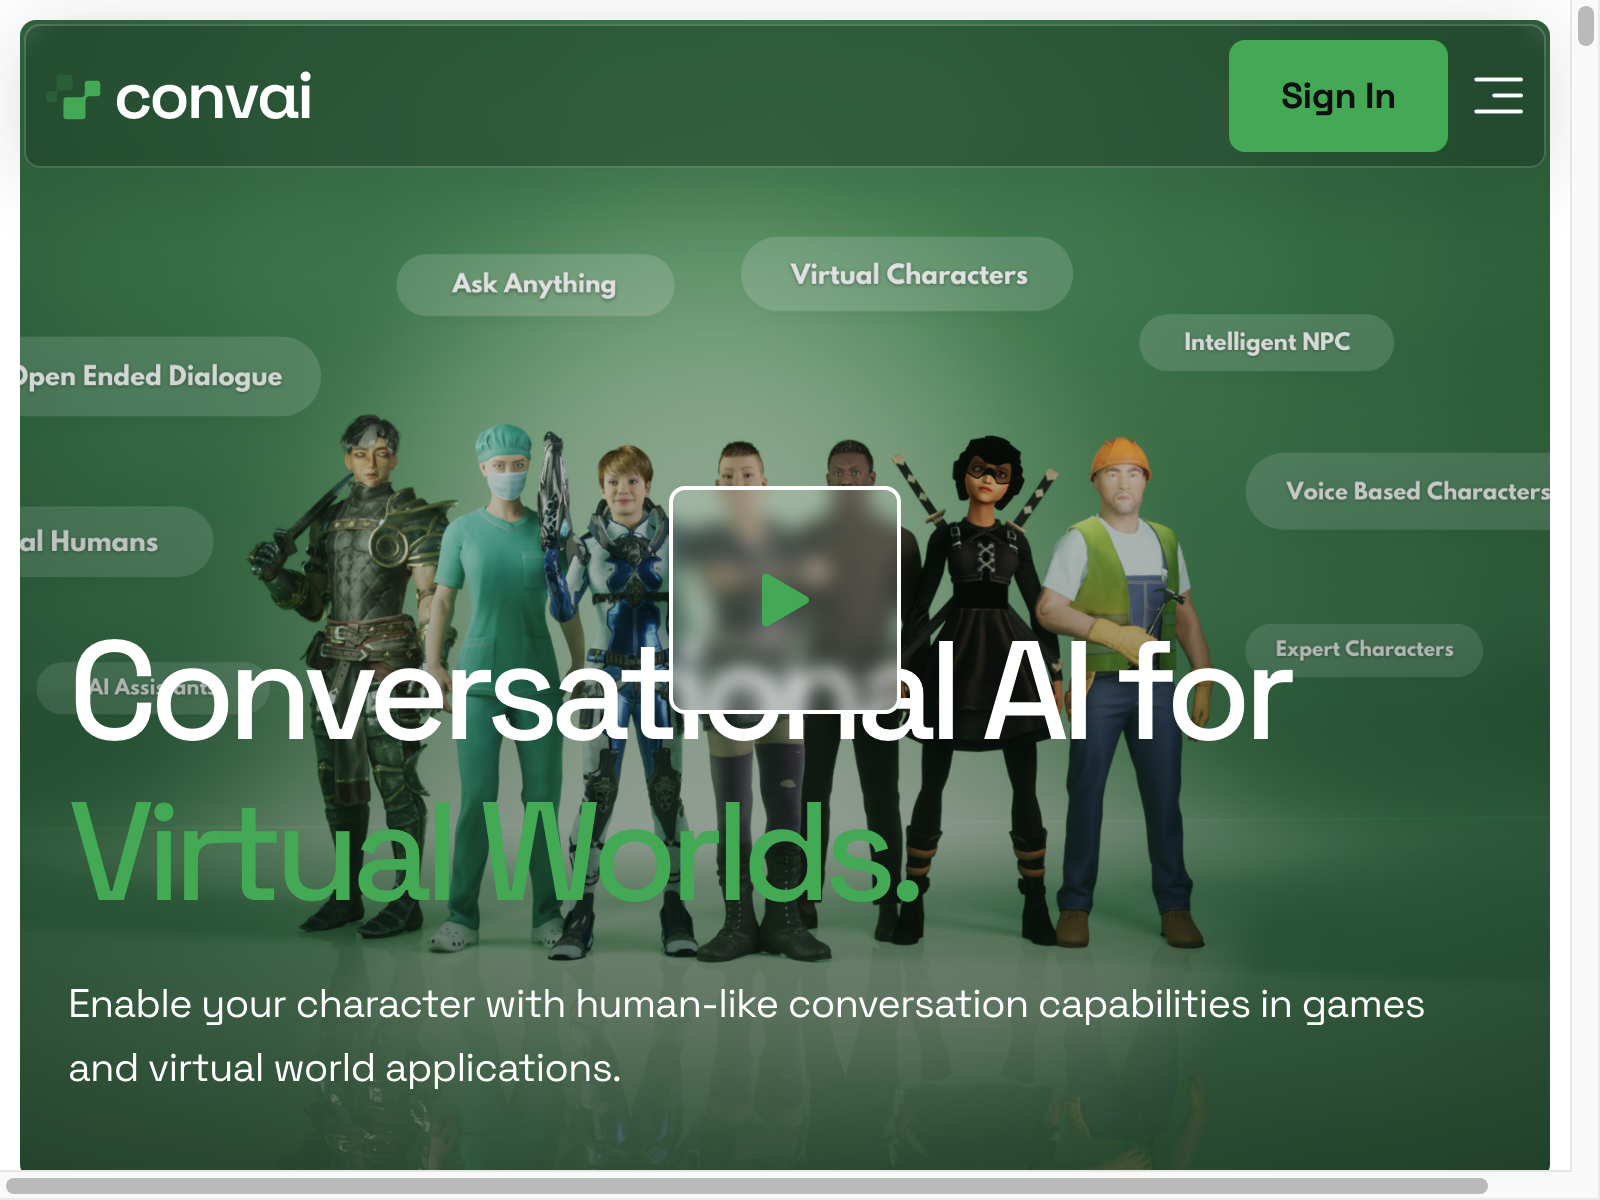 convai
Sign In
Ask Anything
Virtual Characters
Intelligent NPC
Open Ended Dialogue
Voice Based Characters
al Humans
Expert Characters
AI Assistants
Conversational AI for
Virtual Worlds.
Enable your character with human-like conversation capabilities in games
and virtual world applications.